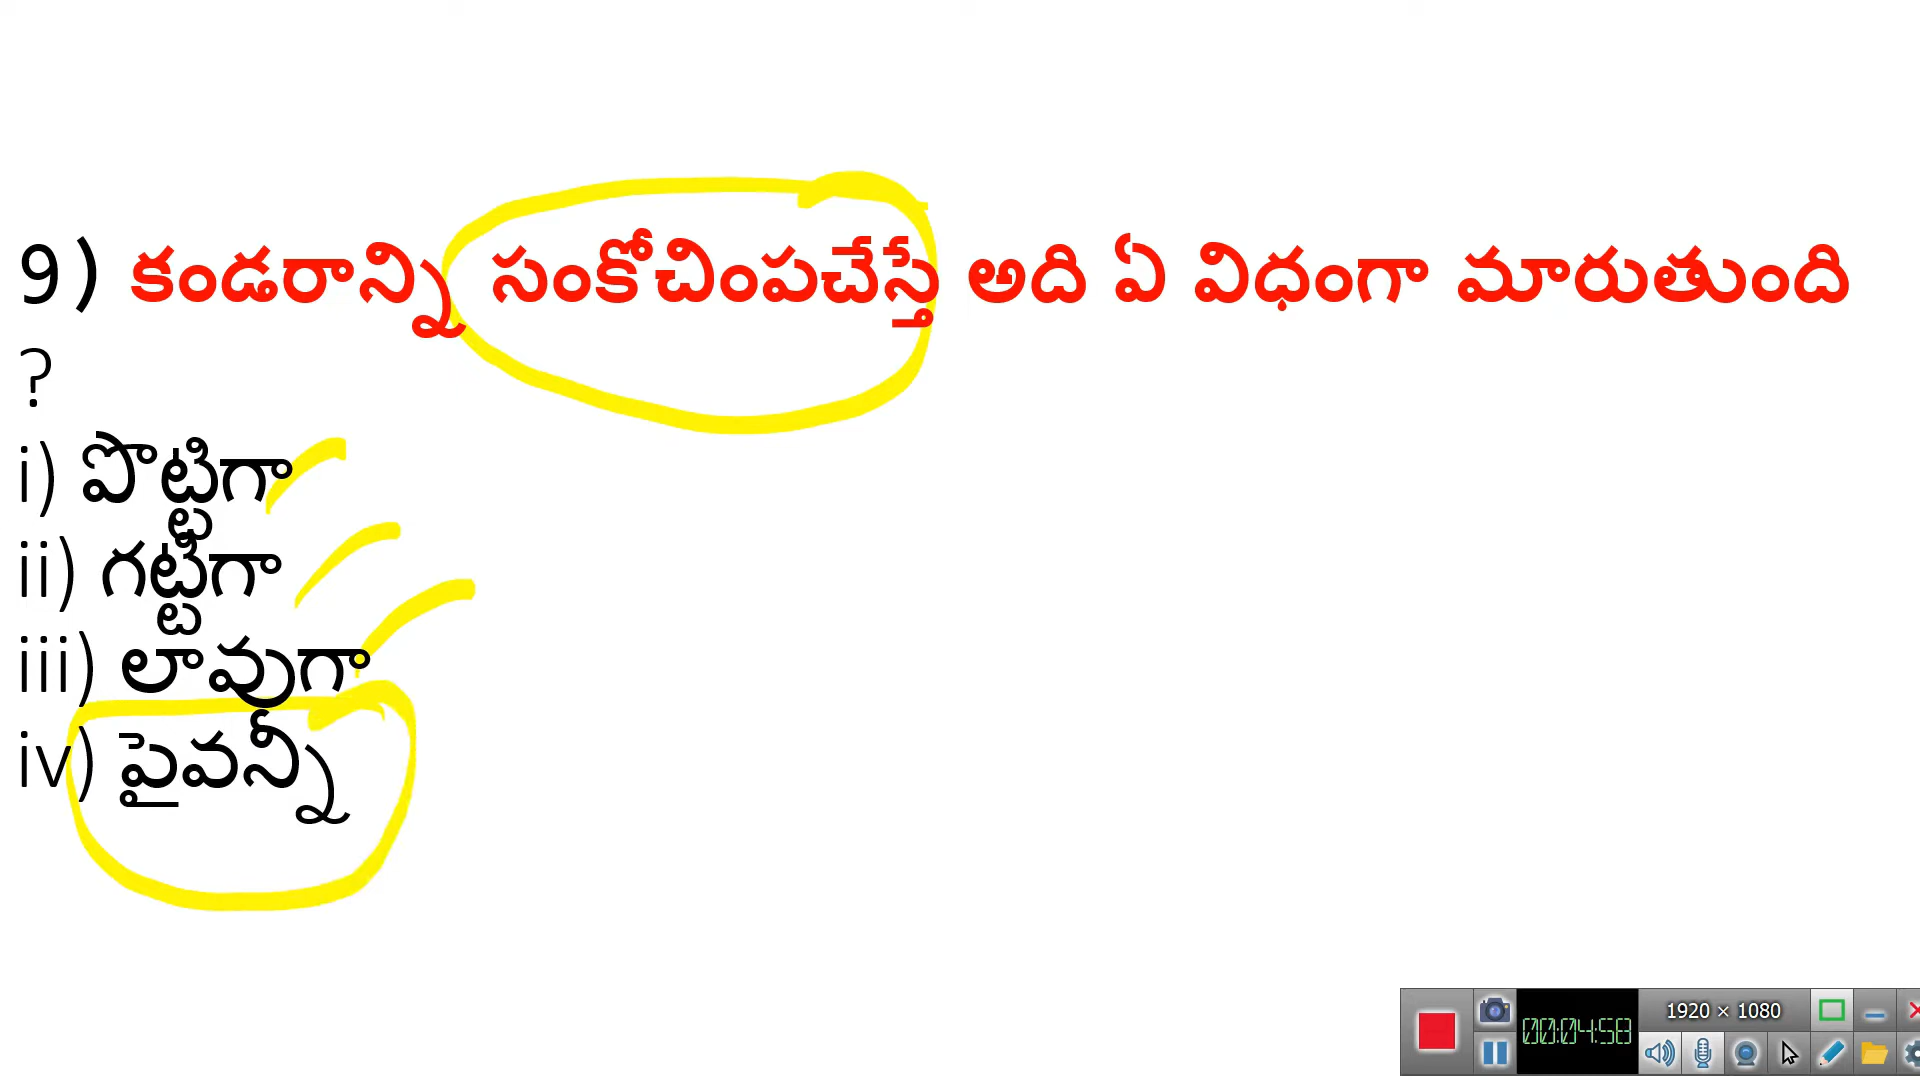 9) కండరాన్ని సంకోచింపచేస్తే అది ఏ విధంగా మారుతుంది
?
i) పొట్టిగా
ii) గట్టిగా
iii) లావుగా
iv) పైవన్నీ
1920 × 1080
00:04:58